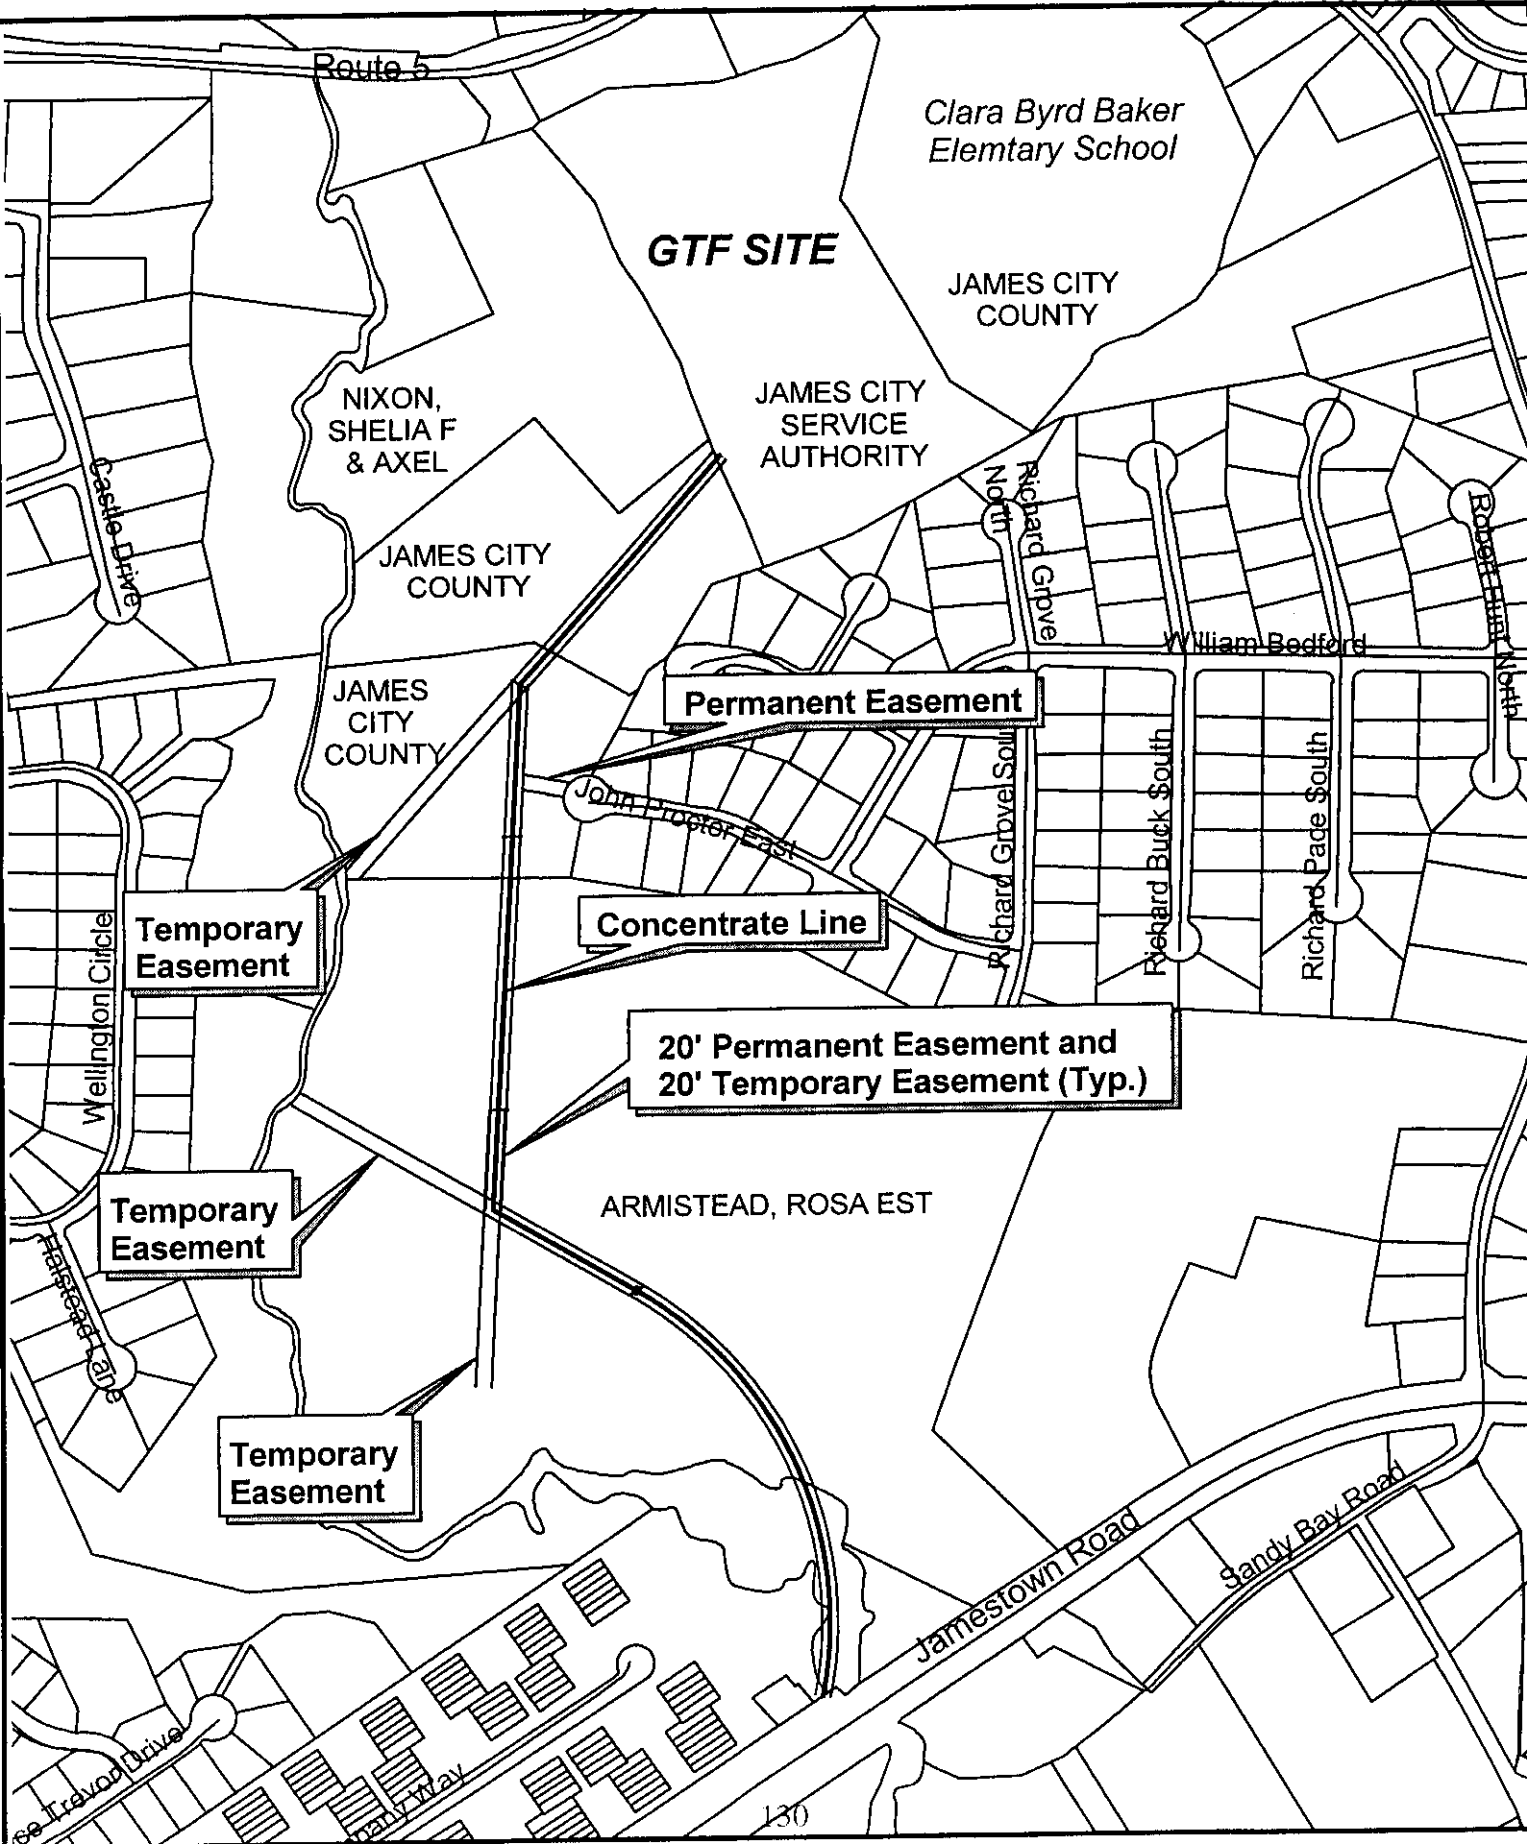 Route 5
Clara Byrd Baker
Elemtary School
GTF SITE
JAMES CITY
COUNTY
NIXON,
SHELIA F
& AXEL
JAMES CITY
SERVICE
AUTHORITY
Castle Drive
JAMES CITY
COUNTY
Richard Grove
North
Robert Hunt North
William Bedford
JAMES
CITY
COUNTY
Permanent Easement
John Proctor East
Richard Grove Sou
Richard Buck South
Richard Pace South
Temporary
Easement
Concentrate Line
Wellington Circle
20' Permanent Easement and
20' Temporary Easement (Typ.)
Temporary
Easement
ARMISTEAD, ROSA EST
Halstead Lane
Temporary
Easement
Jamestown Road
Sandy Bay Road
Trevor Drive
Way
130